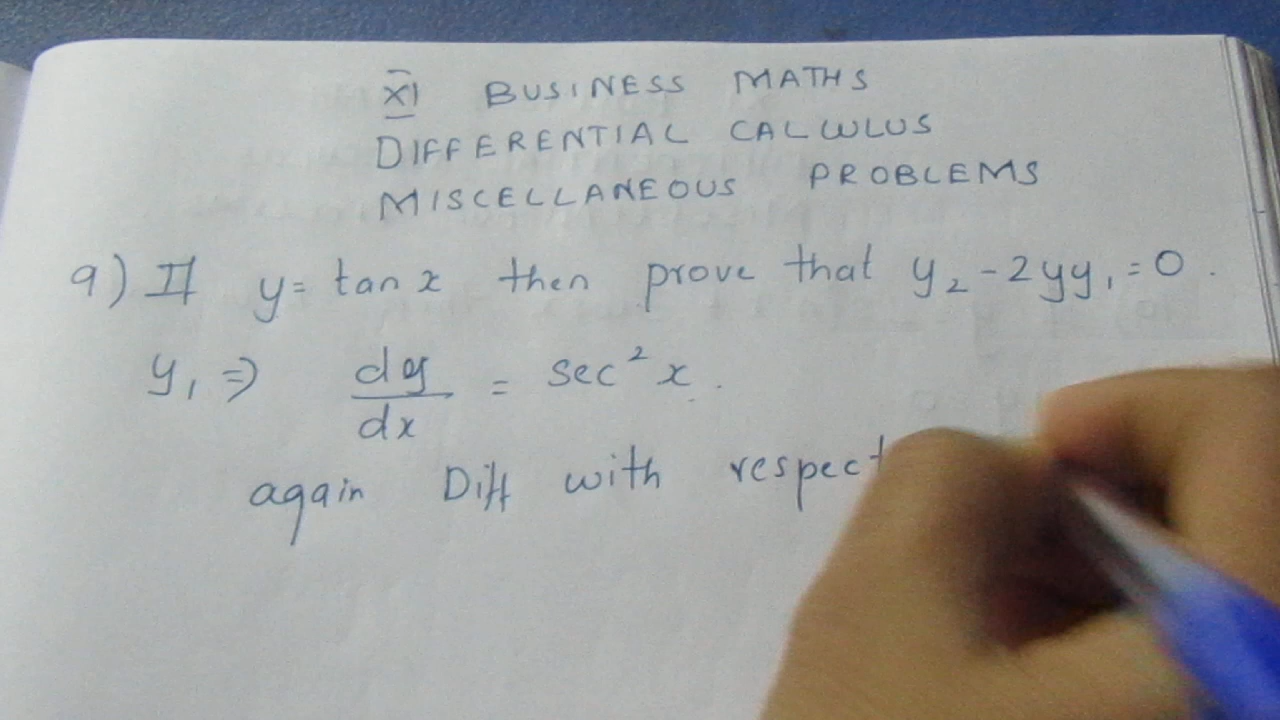 XI BUSINESS MATHS
DIFFERENTIAL CALCULUS
MISCELLANEOUS PROBLEMS
9) If y = tan x then prove that y₂ - 2yy₁ = 0.
y₁ ⇒ dy/dx = sec² x.
again Diff with respect